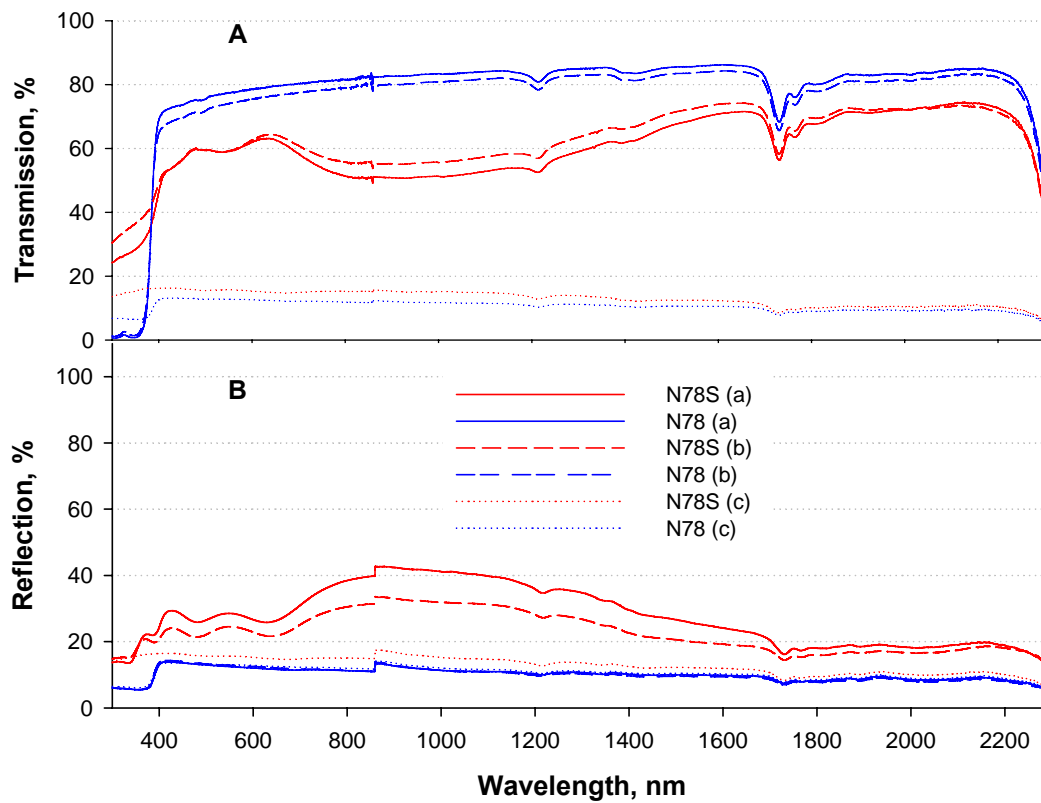 100
A
80
60
40
20
0
Transmission, %
100
B
80
60
40
20
0
Reflection, %
N78S (a)
N78 (a)
N78S (b)
N78 (b)
N78S (c)
N78 (c)
400 600 800 1000 1200 1400 1600 1800 2000 2200
Wavelength, nm